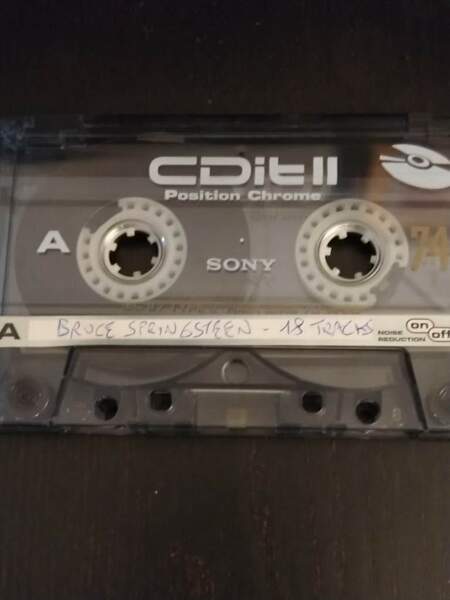 CDit II
Position Chrome
A
SONY
74
A BRUCE SPRINGSTEEN - 18 TRACKS NOISE REDUCTION on off